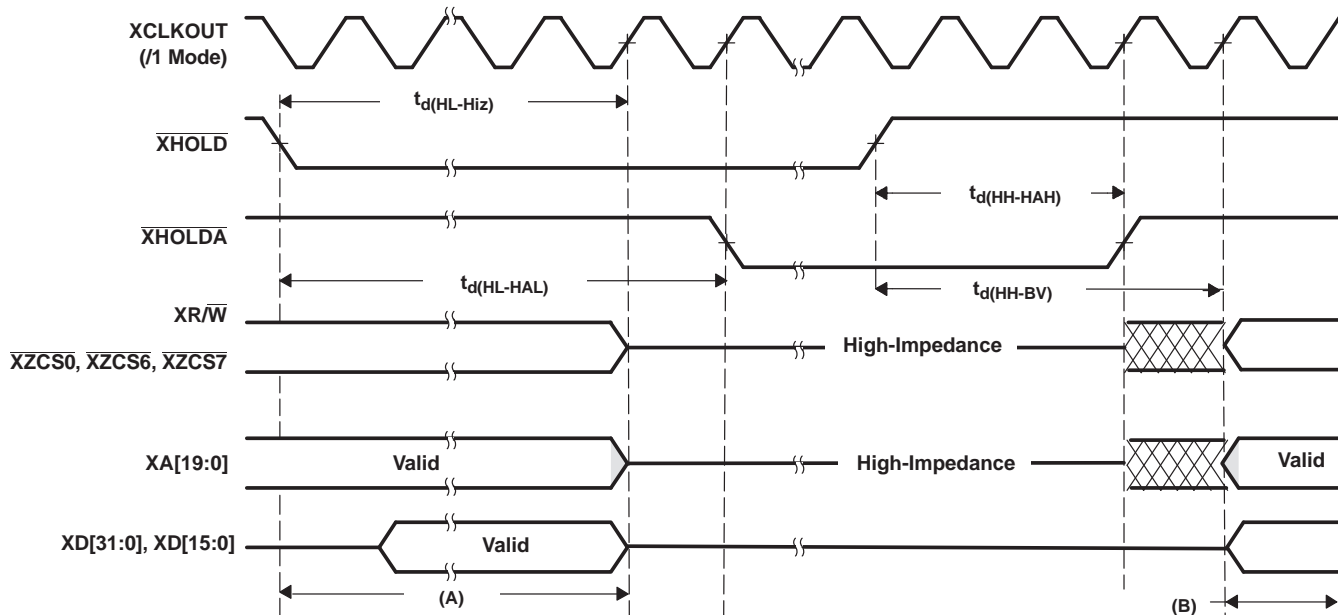 XCLKOUT
(/1 Mode)
td(HL-Hiz)
XHOLD
td(HH-HAH)
XHOLDA
td(HL-HAL)
td(HH-BV)
XR/W
High-Impedance
XZCS0, XZCS6, XZCS7
XA[19:0]
Valid
High-Impedance
Valid
XD[31:0], XD[15:0]
Valid
(A)
(B)